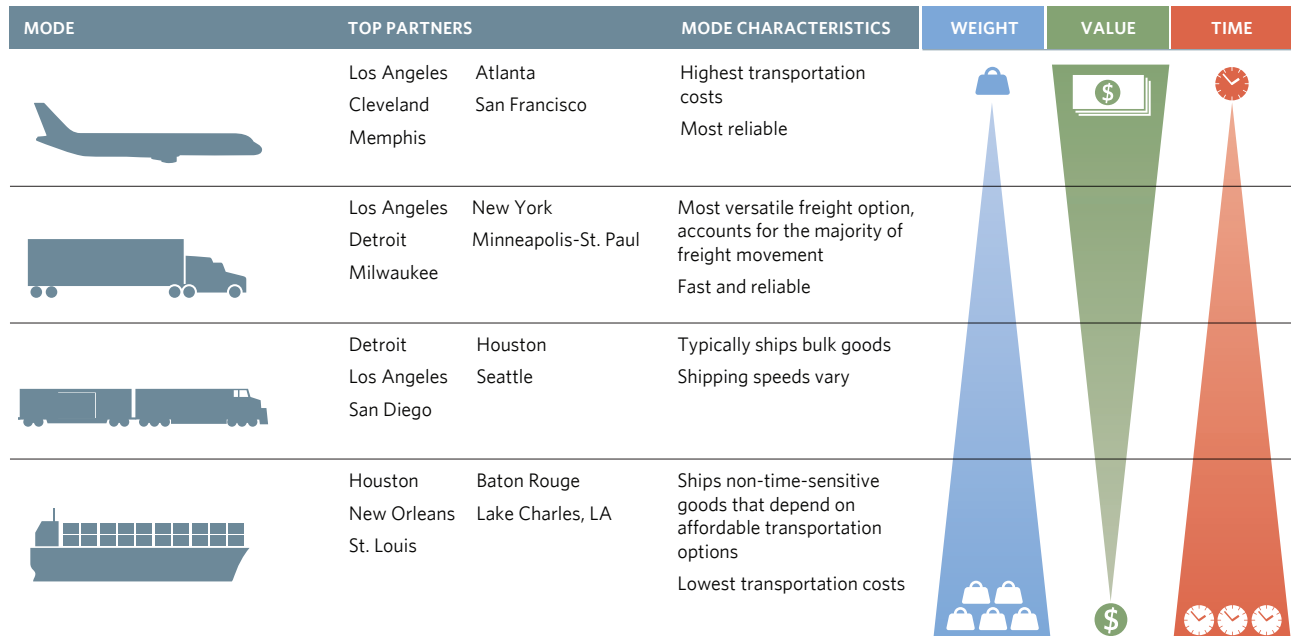 MODE TOP PARTNERS MODE CHARACTERISTICS WEIGHT VALUE TIME
Los Angeles Atlanta
Cleveland San Francisco
Memphis
Highest transportation
costs
Most reliable
$
Los Angeles New York
Detroit Minneapolis-St. Paul
Milwaukee
Most versatile freight option,
accounts for the majority of
freight movement
Fast and reliable
Detroit Houston
Los Angeles Seattle
San Diego
Typically ships bulk goods
Shipping speeds vary
Houston Baton Rouge
New Orleans Lake Charles, LA
St. Louis
Ships non-time-sensitive
goods that depend on
affordable transportation
options
Lowest transportation costs
$